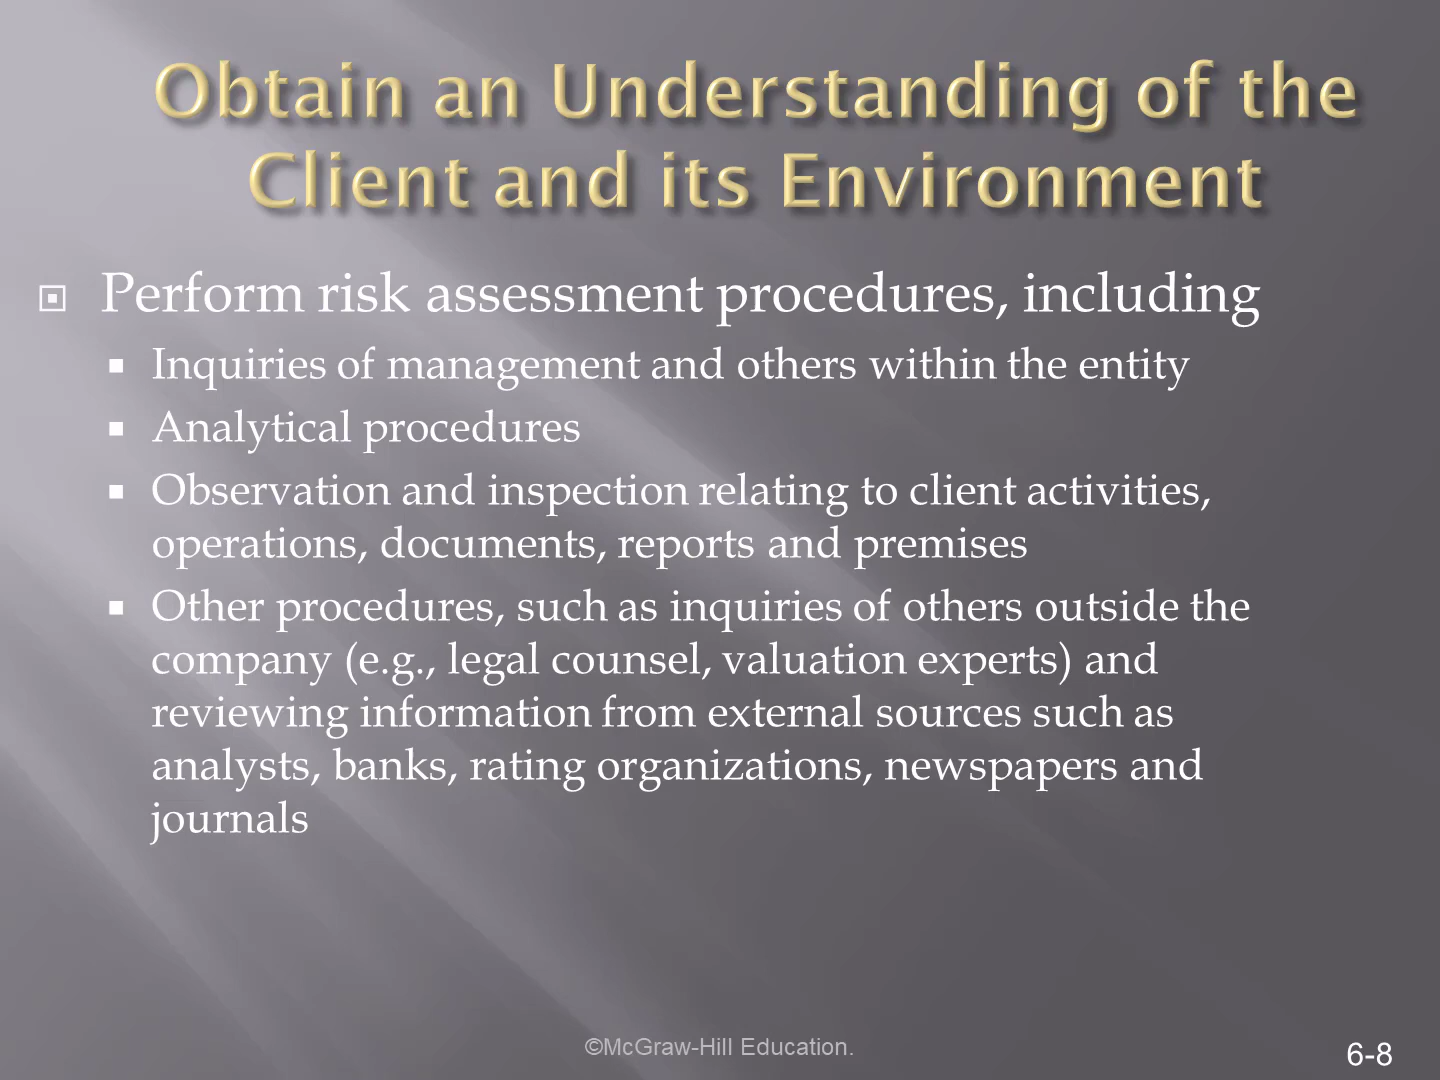 Obtain an Understanding of the
Client and its Environment
Perform risk assessment procedures, including
Inquiries of management and others within the entity
Analytical procedures
Observation and inspection relating to client activities,
operations, documents, reports and premises
Other procedures, such as inquiries of others outside the
company (e.g., legal counsel, valuation experts) and
reviewing information from external sources such as
analysts, banks, rating organizations, newspapers and
journals
©McGraw-Hill Education.
6-8